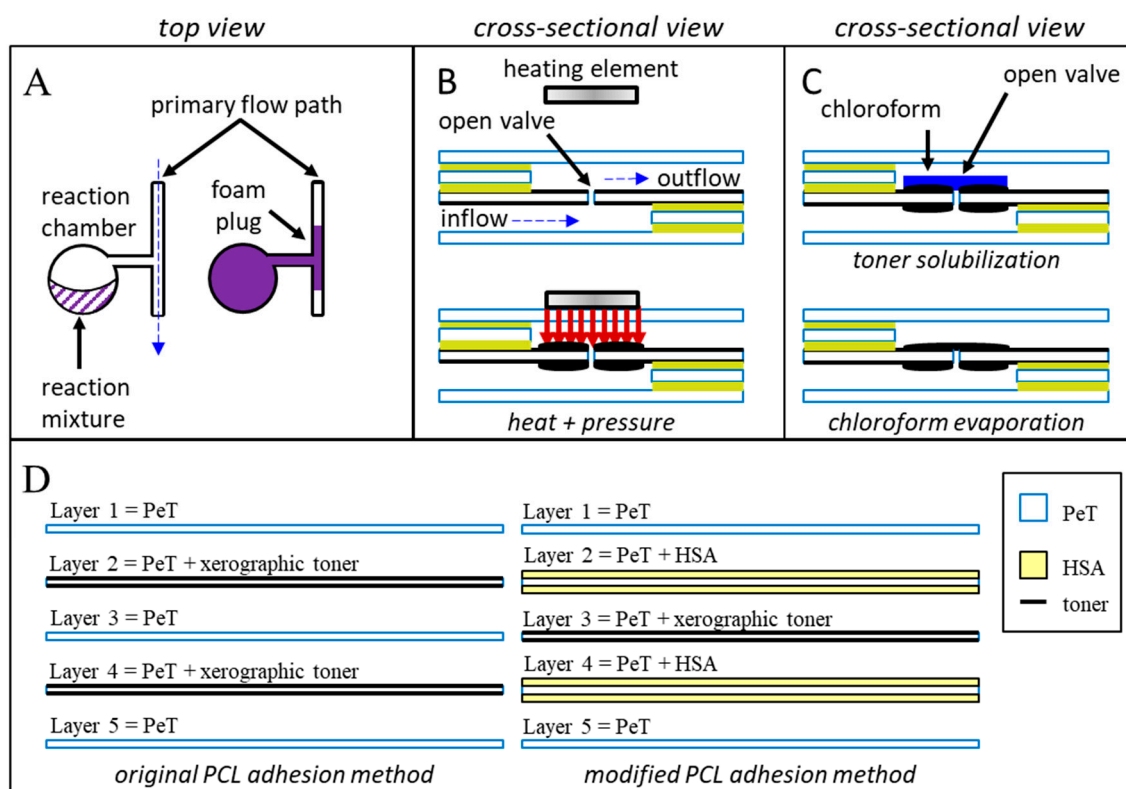 top view
cross-sectional view
cross-sectional view
A
primary flow path
reaction
chamber
foam
plug
reaction
mixture
B
heating element
open valve
outflow
inflow
heat + pressure
C
open valve
chloroform
toner solubilization
chloroform evaporation
D
Layer 1 = PeT
Layer 2 = PeT + xerographic toner
Layer 3 = PeT
Layer 4 = PeT + xerographic toner
Layer 5 = PeT
original PCL adhesion method
Layer 1 = PeT
Layer 2 = PeT + HSA
Layer 3 = PeT + xerographic toner
Layer 4 = PeT + HSA
Layer 5 = PeT
modified PCL adhesion method
PeT
HSA
toner